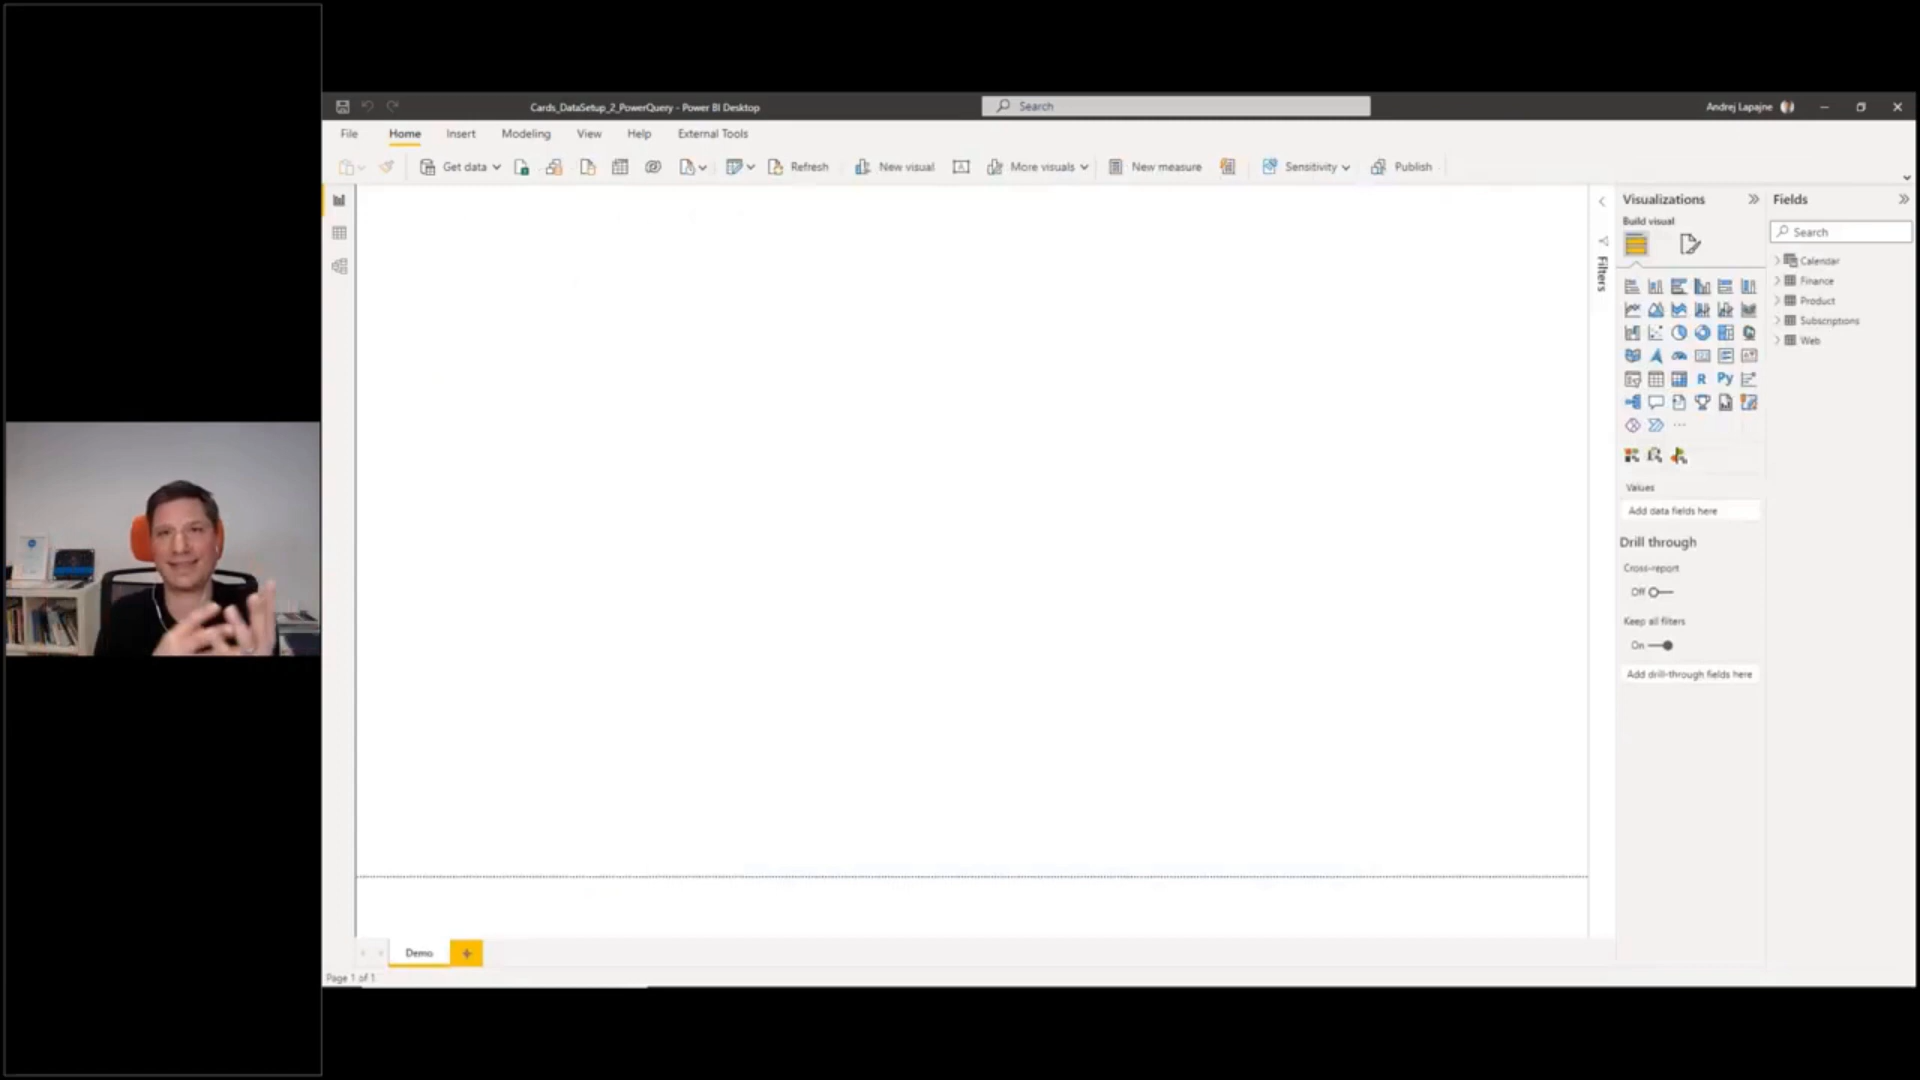 Cards_DataSetup_2_PowerQuery - Power BI Desktop
Search
Andrej Lapajne
File Home Insert Modeling View Help External Tools
Get data Refresh New visual More visuals New measure Sensitivity Publish
Filters
Visualizations
Build visual
R Py
Values
Add data fields here
Drill through
Cross-report
Off
Keep all filters
On
Add drill-through fields here
Fields
Search
Calendar
Finance
Product
Subscriptions
Web
Demo
Page 1 of 1